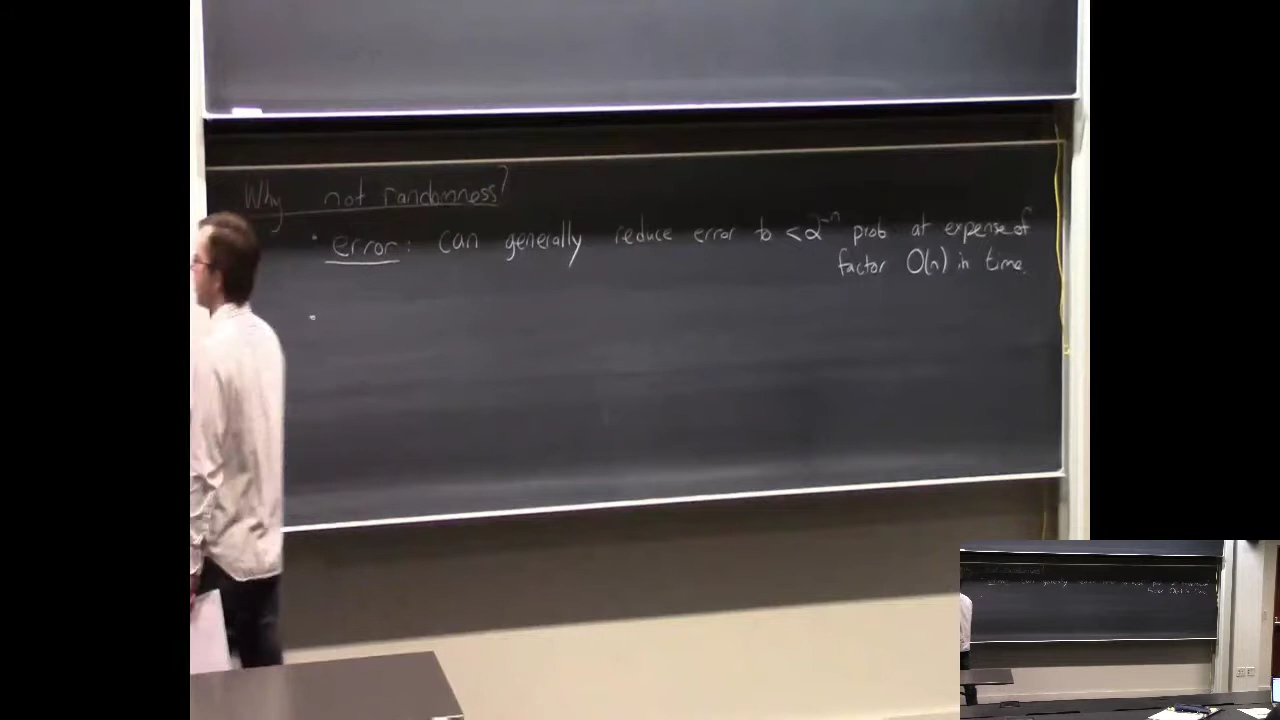 Why not randomness?
· error: can generally reduce error to < 2^-n prob. at expense of
factor O(n) in time.
·